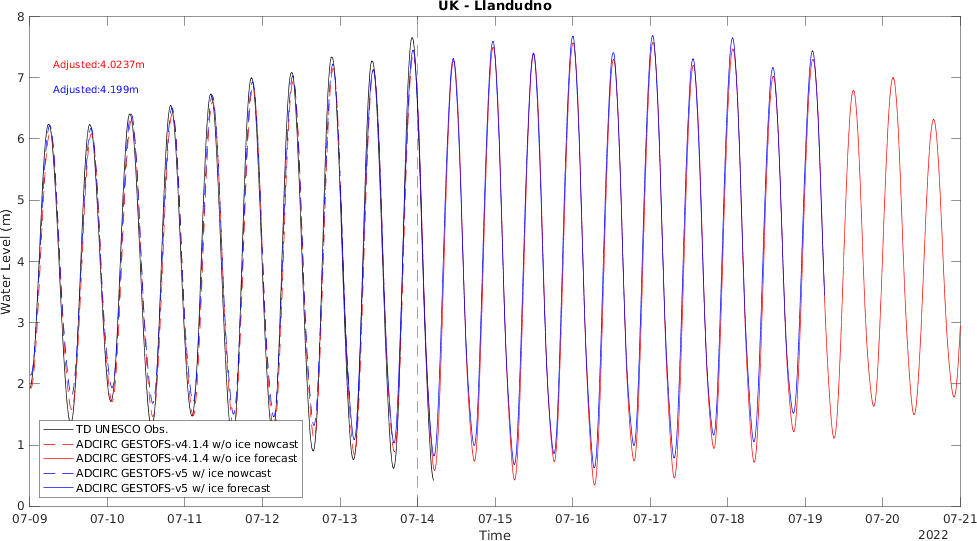 UK - Llandudno
8
7
6
5
4
3
2
1
0
Water Level (m)
Adjusted:4.0237m
Adjusted:4.199m
TD UNESCO Obs.
ADCIRC GESTOFS-v4.1.4 w/o ice nowcast
ADCIRC GESTOFS-v4.1.4 w/o ice forecast
ADCIRC GESTOFS-v5 w/ ice nowcast
ADCIRC GESTOFS-v5 w/ ice forecast
07-09 07-10 07-11 07-12 07-13 07-14 07-15 07-16 07-17 07-18 07-19 07-20 07-21
Time
2022